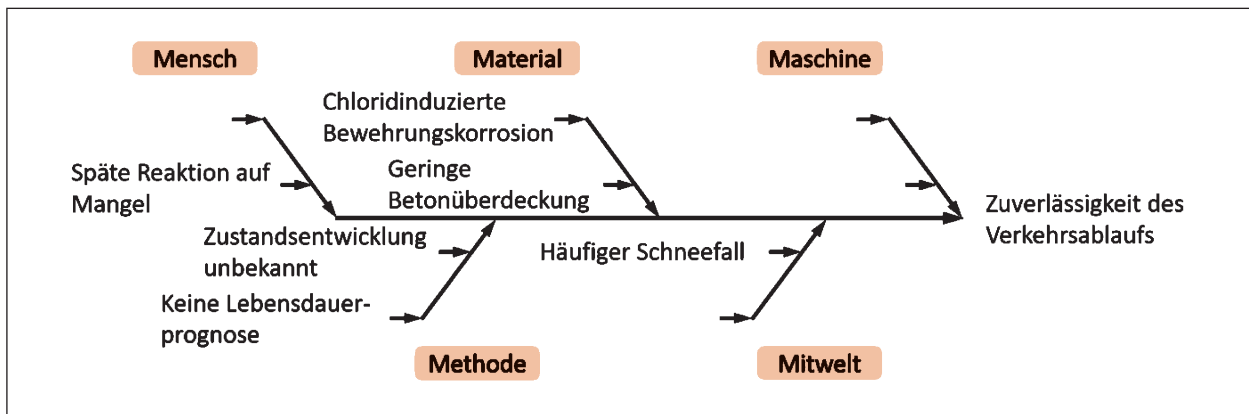 Mensch
Material
Maschine
Chloridinduzierte
Bewehrungskorrosion
Späte Reaktion auf
Mangel
Geringe
Betonüberdeckung
Zuverlässigkeit des
Verkehrsablaufs
Zustandsentwicklung
unbekannt
Häufiger Schneefall
Keine Lebensdauer-
prognose
Methode
Mitwelt